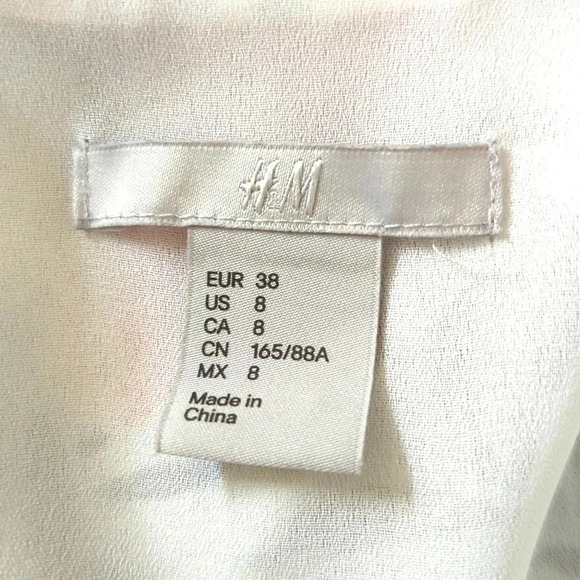 H&M
EUR 38
US 8
CA 8
CN 165/88A
MX 8
Made in
China